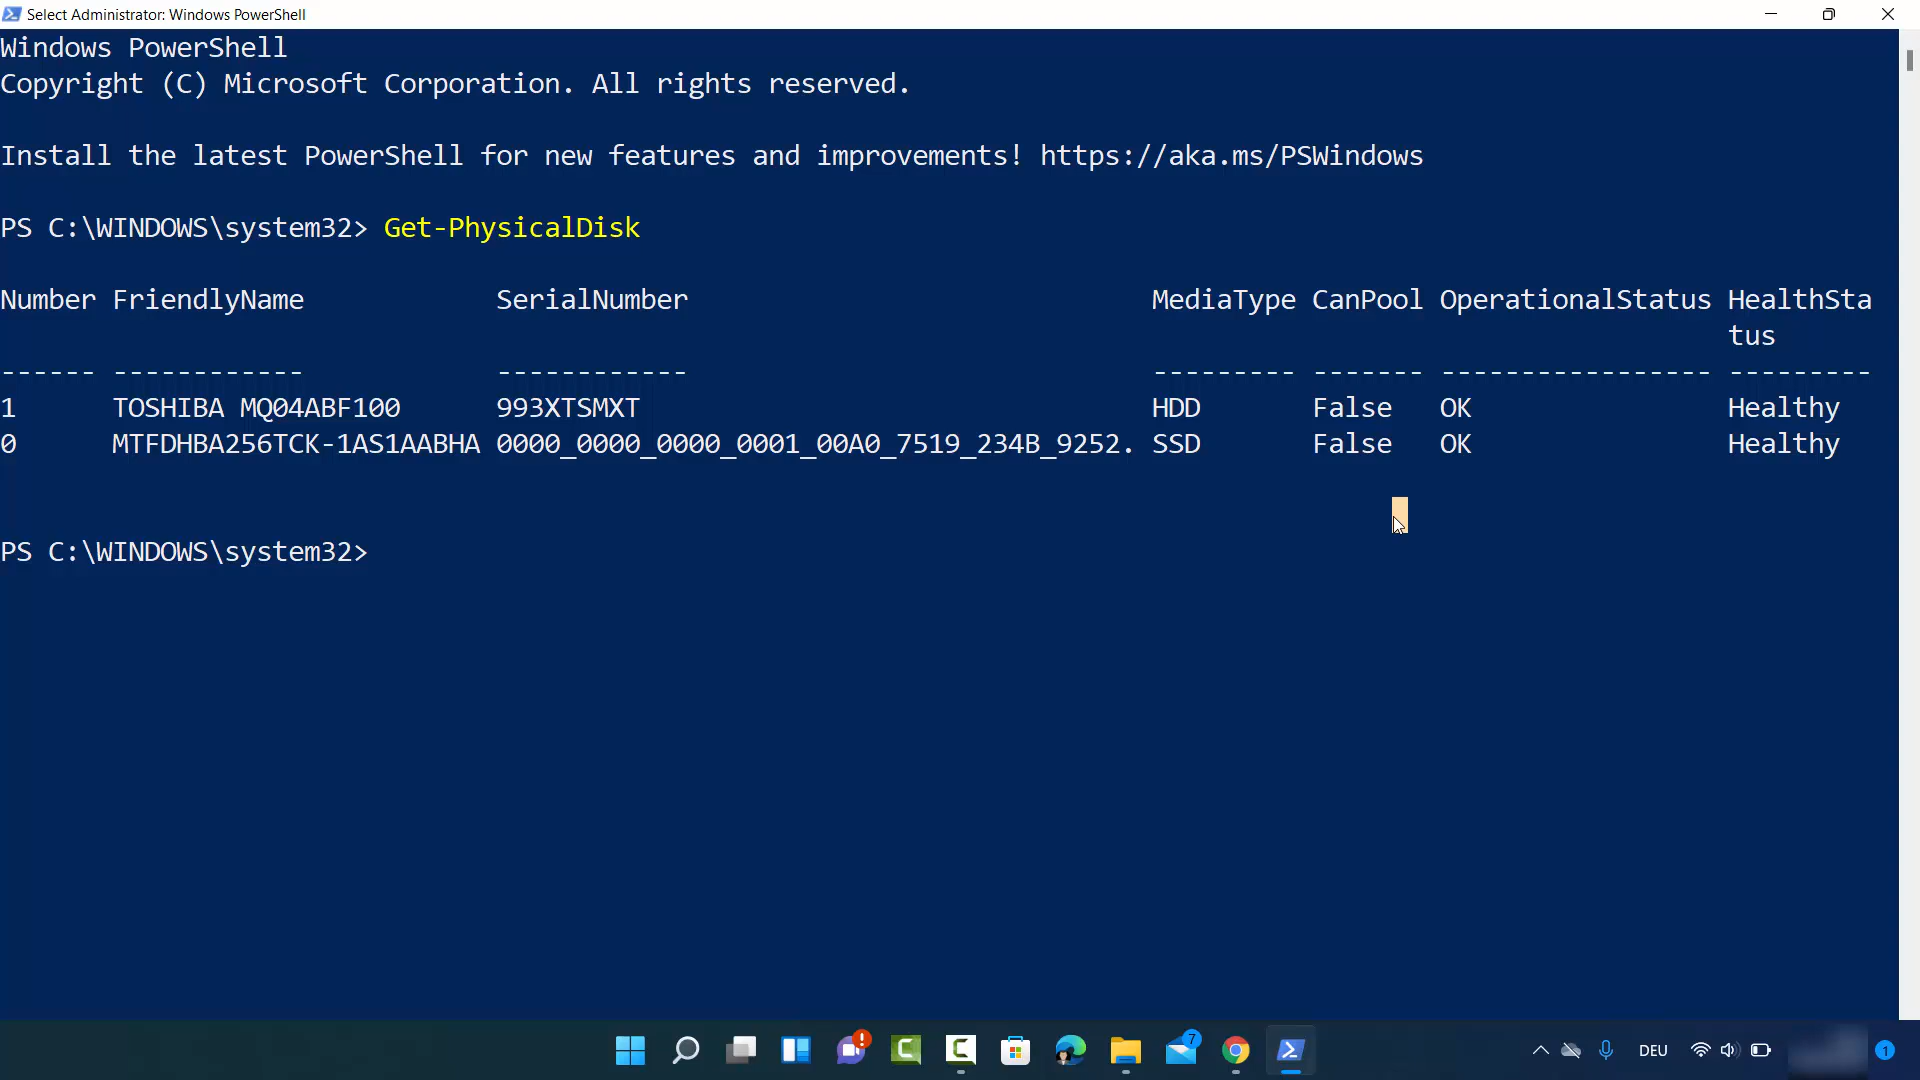 Select Administrator: Windows PowerShell
Windows PowerShell
Copyright (C) Microsoft Corporation. All rights reserved.
Install the latest PowerShell for new features and improvements! https://aka.ms/PSWindows
PS C:\WINDOWS\system32> Get-PhysicalDisk
Number FriendlyName SerialNumber MediaType CanPool OperationalStatus HealthSta
tus
------ ------------ ------------ --------- ------- ----------------- ---------
1 TOSHIBA MQ04ABF100 993XTSMXT HDD False OK Healthy
0 MTFDHBA256TCK-1AS1AABHA 0000_0000_0000_0001_00A0_7519_234B_9252. SSD False OK Healthy
PS C:\WINDOWS\system32>
7
DEU
1